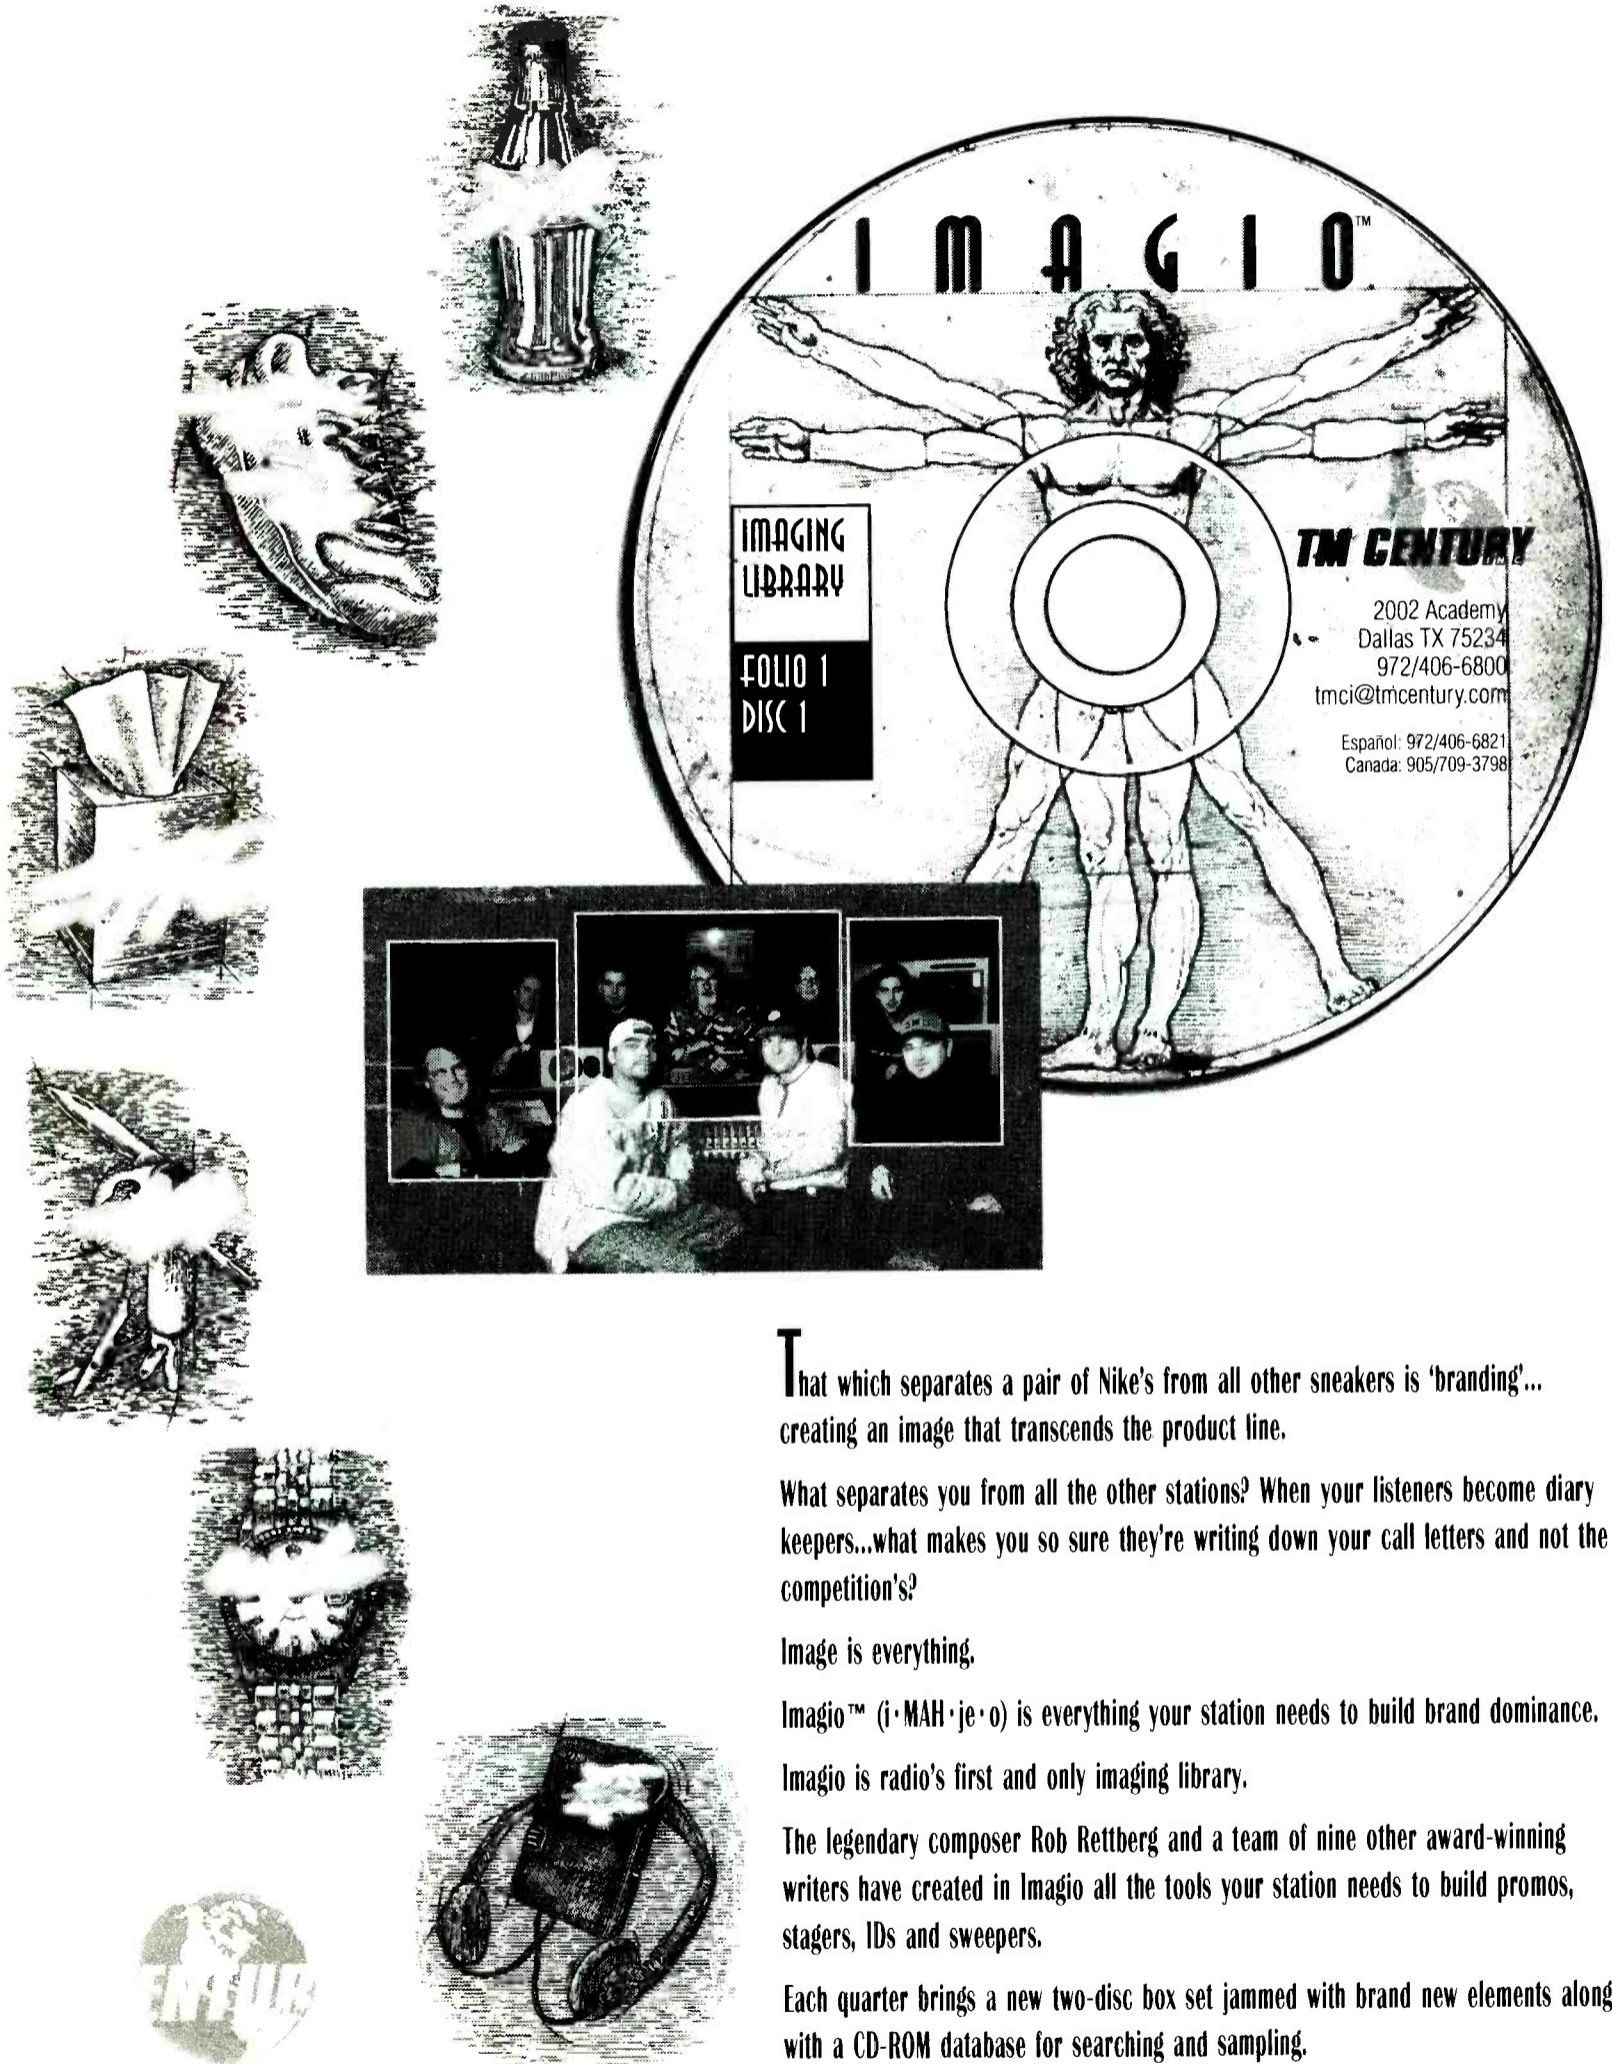 IMAGIO™
IMAGING
LIBRARY
FOLIO 1
DISC 1
TM CENTURY
2002 Academy
Dallas TX 75234
972/406-6800
tmci@tmcentury.com
Español: 972/406-6821
Canada: 905/709-3798
That which separates a pair of Nike's from all other sneakers is 'branding'...
creating an image that transcends the product line.
What separates you from all the other stations? When your listeners become diary
keepers...what makes you so sure they're writing down your call letters and not the
competition's?
Image is everything.
Imagio™ (i·MAH·je·o) is everything your station needs to build brand dominance.
Imagio is radio's first and only imaging library.
The legendary composer Rob Rettberg and a team of nine other award-winning
writers have created in Imagio all the tools your station needs to build promos,
stagers, IDs and sweepers.
Each quarter brings a new two-disc box set jammed with brand new elements along
with a CD-ROM database for searching and sampling.